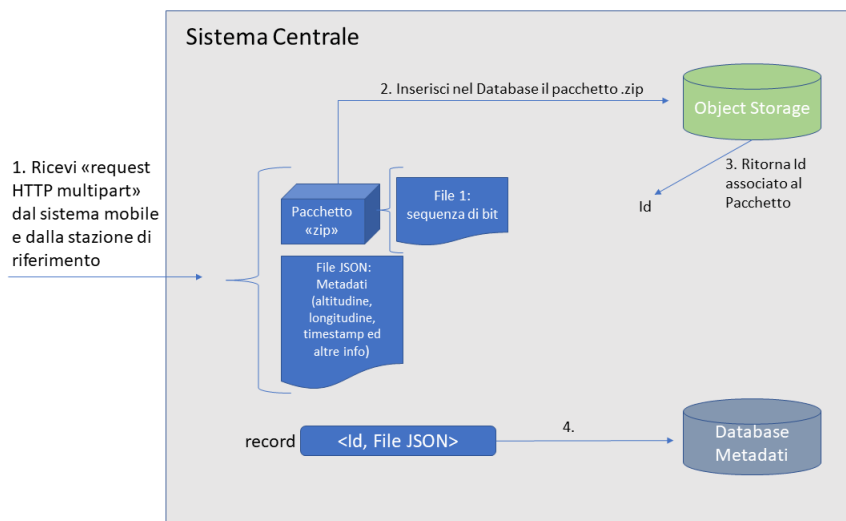 Sistema Centrale
2. Inserisci nel Database il pacchetto .zip
Object Storage
1. Ricevi «request
HTTP multipart»
dal sistema mobile
e dalla stazione di
riferimento
3. Ritorna Id
associato al
Pacchetto
Id
Pacchetto
«zip»
File 1:
sequenza di bit
File JSON:
Metadati
(altitudine,
longitudine,
timestamp ed
altre info)
record
<Id, File JSON>
4.
Database
Metadati